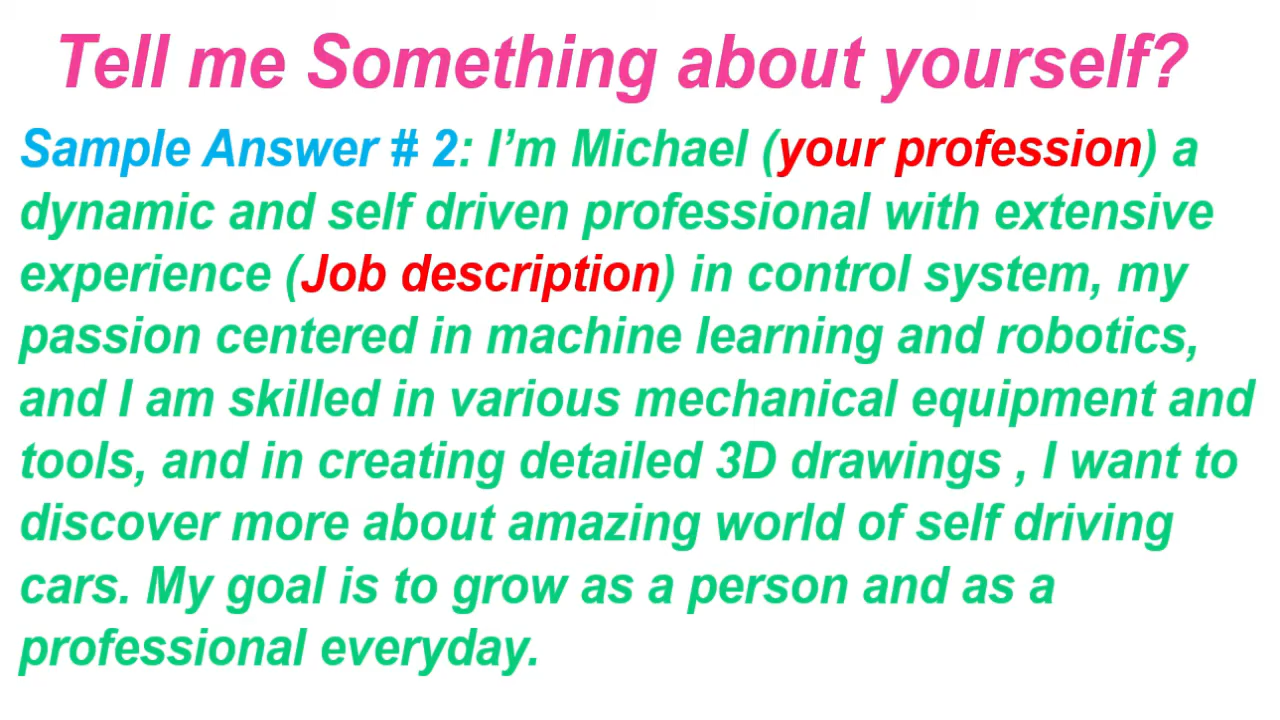 Tell me Something about yourself?
Sample Answer # 2: I’m Michael (your profession) a
dynamic and self driven professional with extensive
experience (Job description) in control system, my
passion centered in machine learning and robotics,
and I am skilled in various mechanical equipment and
tools, and in creating detailed 3D drawings , I want to
discover more about amazing world of self driving
cars. My goal is to grow as a person and as a
professional everyday.